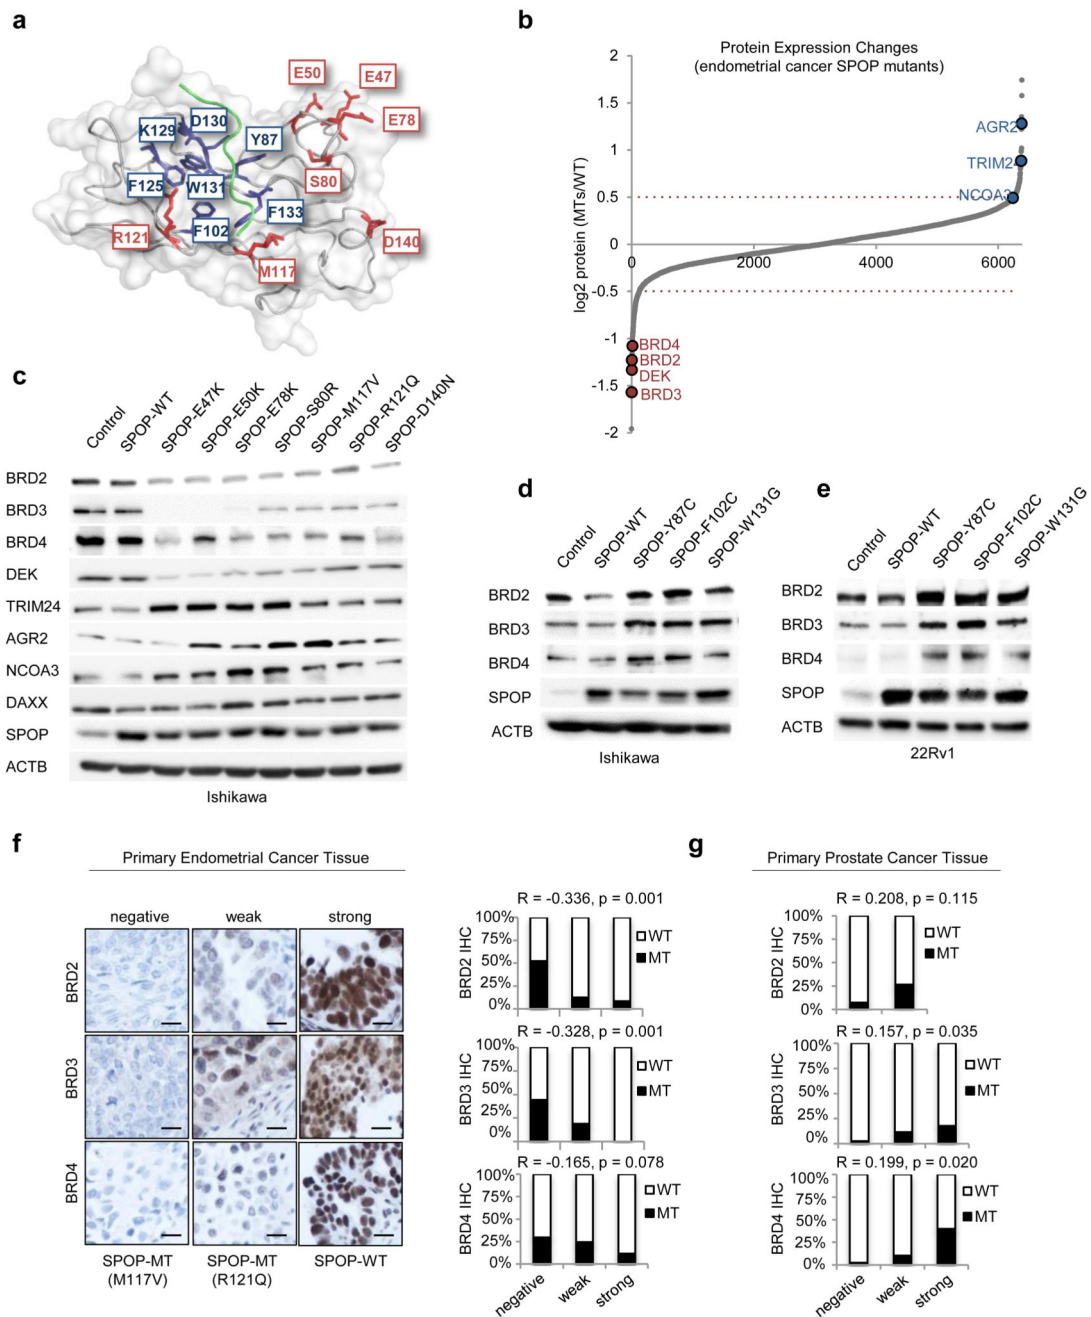 a
E50
E47
E78
K129
D130
Y87
S80
F125
W131
F133
R121
F102
D140
M117
b
Protein Expression Changes
(endometrial cancer SPOP mutants)
log2 protein (MTs/WT)
2
1.5
1
0.5
0
-0.5
-1
-1.5
-2
0
2000
4000
6000
AGR2
TRIM24
NCOA3
BRD4
BRD2
DEK
BRD3
c
Control
SPOP-WT
SPOP-E47K
SPOP-E50K
SPOP-E78K
SPOP-S80R
SPOP-M117V
SPOP-R121Q
SPOP-D140N
BRD2
BRD3
BRD4
DEK
TRIM24
AGR2
NCOA3
DAXX
SPOP
ACTB
Ishikawa
d
Control
SPOP-WT
SPOP-Y87C
SPOP-F102C
SPOP-W131G
BRD2
BRD3
BRD4
SPOP
ACTB
Ishikawa
e
Control
SPOP-WT
SPOP-Y87C
SPOP-F102C
SPOP-W131G
BRD2
BRD3
BRD4
SPOP
ACTB
22Rv1
f
Primary Endometrial Cancer Tissue
negative weak strong
BRD2
BRD3
BRD4
SPOP-MT
(M117V)
SPOP-MT
(R121Q)
SPOP-WT
R = -0.336, p = 0.001
BRD2 IHC
100%
75%
50%
25%
0%
WT
MT
R = -0.328, p = 0.001
BRD3 IHC
100%
75%
50%
25%
0%
WT
MT
R = -0.165, p = 0.078
BRD4 IHC
100%
75%
50%
25%
0%
WT
MT
negative
weak
strong
g
Primary Prostate Cancer Tissue
R = 0.208, p = 0.115
BRD2 IHC
100%
75%
50%
25%
0%
WT
MT
R = 0.157, p = 0.035
BRD3 IHC
100%
75%
50%
25%
0%
WT
MT
R = 0.199, p = 0.020
BRD4 IHC
100%
75%
50%
25%
0%
WT
MT
negative
weak
strong